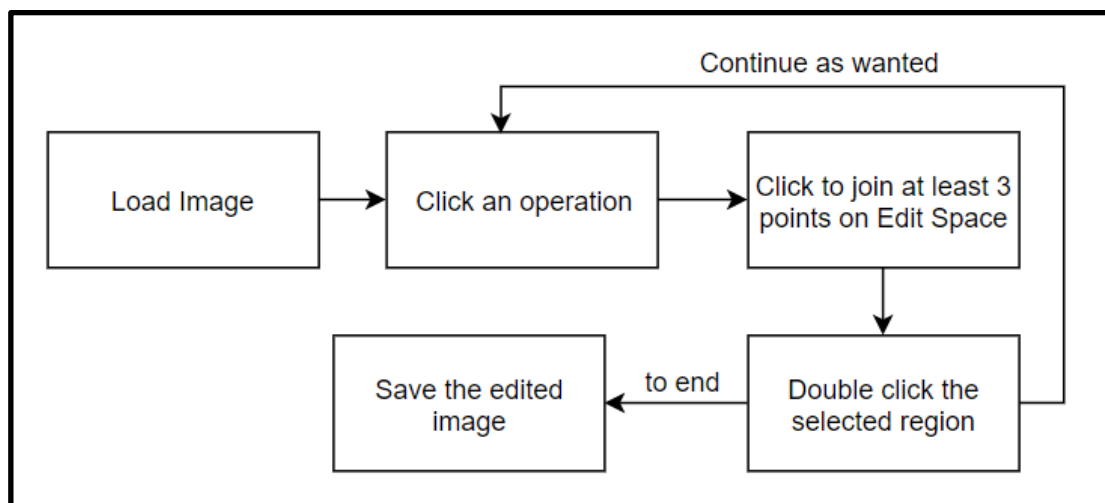 Continue as wanted
Load Image
Click an operation
Click to join at least 3
points on Edit Space
Save the edited
image
to end
Double click the
selected region